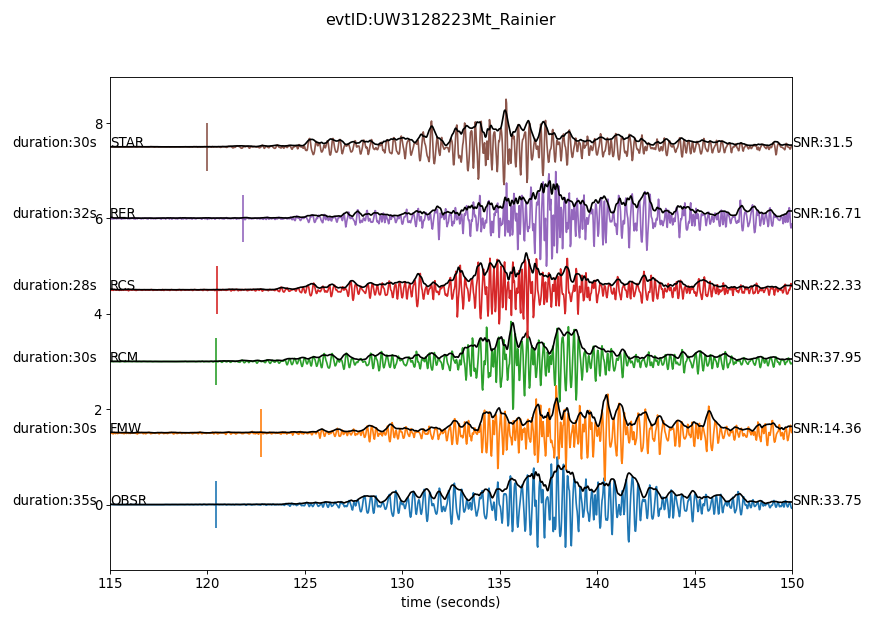 evtID:UW3128223Mt_Rainier
8
duration:30s STAR SNR:31.5
duration:32s RER SNR:16.71
6
duration:28s RCS SNR:22.33
4
duration:30s RCM SNR:37.95
2
duration:30s FMW SNR:14.36
duration:35s OBSR SNR:33.75
0
115 120 125 130 135 140 145 150
time (seconds)